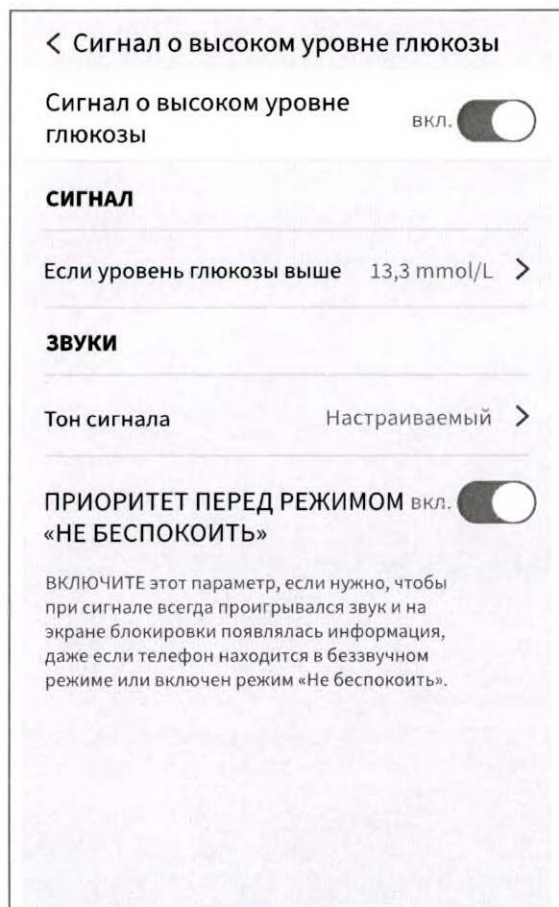 < Сигнал о высоком уровне глюкозы
Сигнал о высоком уровне
глюкозы
вкл.
СИГНАЛ
Если уровень глюкозы выше 13,3 mmol/L >
ЗВУКИ
Тон сигнала Настраиваемый >
ПРИОРИТЕТ ПЕРЕД РЕЖИМОМ вкл.
«НЕ БЕСПОКОИТЬ»
ВКЛЮЧИТЕ этот параметр, если нужно, чтобы
при сигнале всегда проигрывался звук и на
экране блокировки появлялась информация,
даже если телефон находится в беззвучном
режиме или включен режим «Не беспокоить».